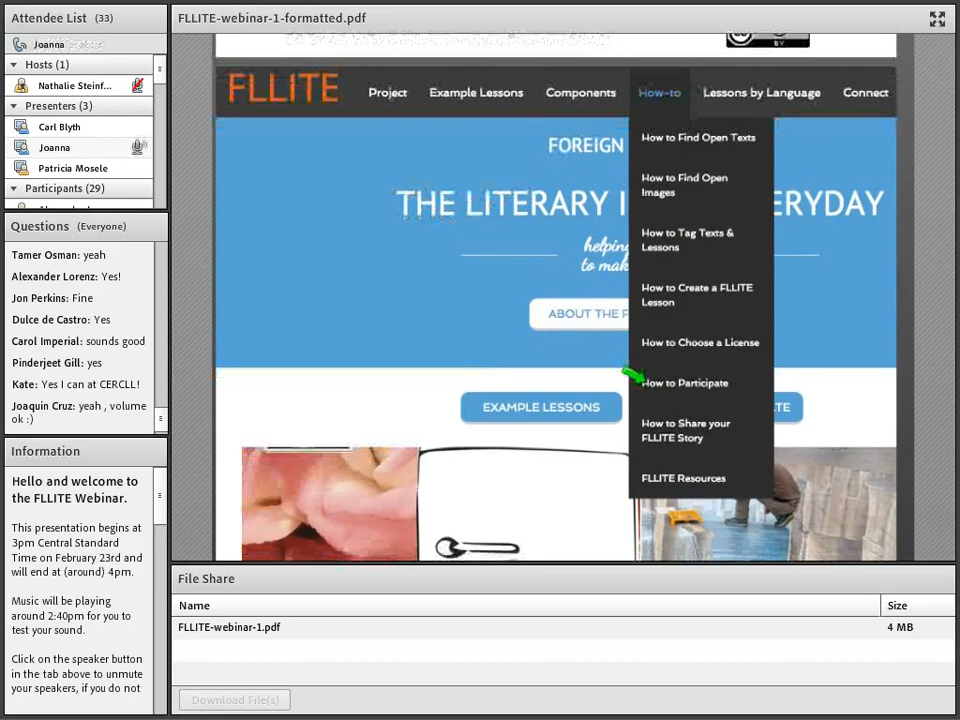 Attendee List (33)
Joanna
Hosts (1)
Nathalie Steinf...
Presenters (3)
Carl Blyth
Joanna
Patricia Mosele
Participants (29)
Questions (Everyone)
Tamer Osman: yeah
Alexander Lorenz: Yes!
Jon Perkins: Fine
Dulce de Castro: Yes
Carol Imperial: sounds good
Pinderjeet Gill: yes
Kate: Yes I can at CERCLL!
Joaquin Cruz: yeah , volume
ok :)
Information
Hello and welcome to
the FLLITE Webinar.
This presentation begins at
3pm Central Standard
Time on February 23rd and
will end at (around) 4pm.
Music will be playing
around 2:40pm for you to
test your sound.
Click on the speaker button
in the tab above to unmute
your speakers, if you do not
FLLITE-webinar-1-formatted.pdf
BY
FLLITE Project Example Lessons Components How-to Lessons by Language Connect
How to Find Open Texts
How to Find Open
Images
How to Tag Texts &
Lessons
How to Create a FLLITE
Lesson
How to Choose a License
How to Participate
How to Share your
FLLITE Story
FLLITE Resources
FOREIGN
THE LITERARY I ERYDAY
helping
to mak
ABOUT THE F
EXAMPLE LESSONS
TE
File Share
Name Size
FLLITE-webinar-1.pdf 4 MB
Download File(s)